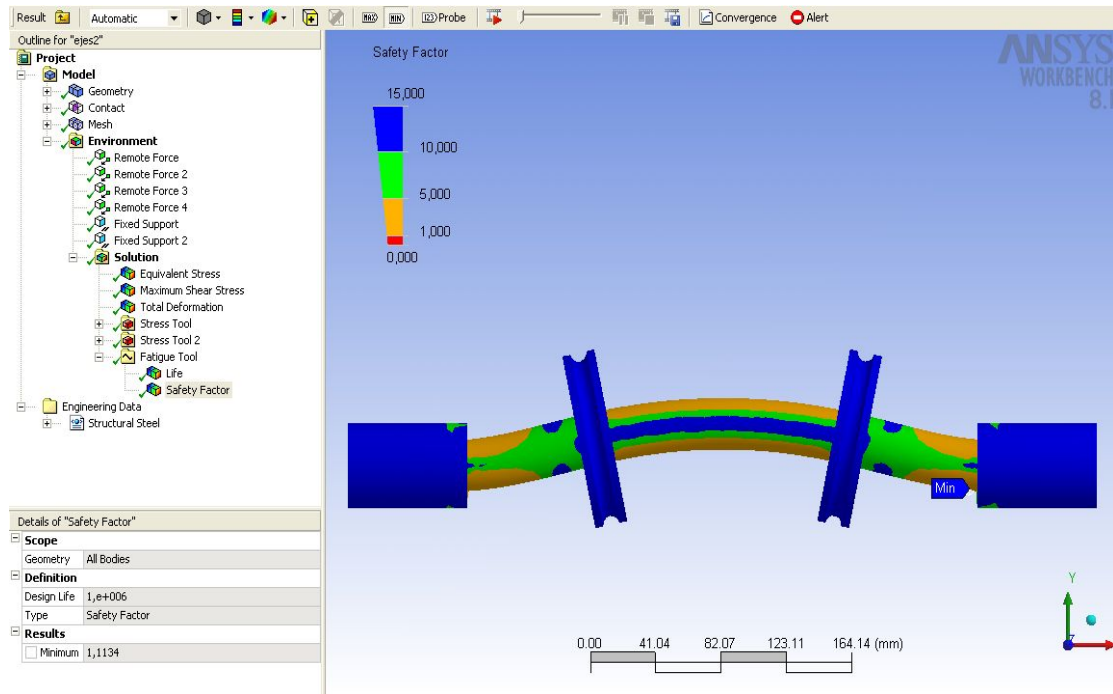 Result Automatic MAX MIN Probe Convergence Alert
Outline for "ejes2"
Project
Model
Geometry
Contact
Mesh
Environment
Remote Force
Remote Force 2
Remote Force 3
Remote Force 4
Fixed Support
Fixed Support 2
Solution
Equivalent Stress
Maximum Shear Stress
Total Deformation
Stress Tool
Stress Tool 2
Fatigue Tool
Life
Safety Factor
Engineering Data
Structural Steel
Details of "Safety Factor"
Scope
Geometry All Bodies
Definition
Design Life 1,e+006
Type Safety Factor
Results
Minimum 1,1134
Safety Factor
15,000
10,000
5,000
1,000
0,000
ANSYS
WORKBENCH
Min
Y
0.00 41.04 82.07 123.11 164.14 (mm)